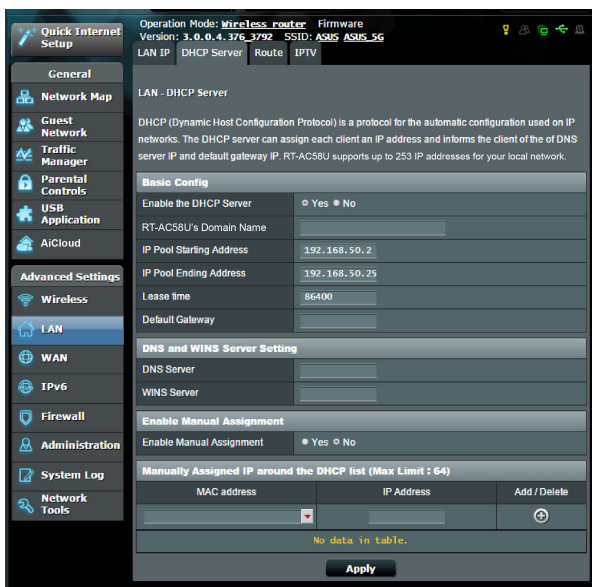 Quick Internet
Setup
General
Network Map
Guest
Network
Traffic
Manager
Parental
Controls
USB
Application
AiCloud
Advanced Settings
Wireless
LAN
WAN
IPv6
Firewall
Administration
System Log
Network
Tools
Operation Mode: Wireless router Firmware
Version: 3.0.0.4.376_3792 SSID: ASUS ASUS_5G
LAN IP DHCP Server Route IPTV
LAN - DHCP Server
DHCP (Dynamic Host Configuration Protocol) is a protocol for the automatic configuration used on IP
networks. The DHCP server can assign each client an IP address and informs the client of the of DNS
server IP and default gateway IP. RT-AC58U supports up to 253 IP addresses for your local network.
Basic Config
Enable the DHCP Server Yes No
RT-AC58U's Domain Name
IP Pool Starting Address 192.168.50.2
IP Pool Ending Address 192.168.50.25
Lease time 86400
Default Gateway
DNS and WINS Server Setting
DNS Server
WINS Server
Enable Manual Assignment
Enable Manual Assignment Yes No
Manually Assigned IP around the DHCP list (Max Limit : 64)
MAC address IP Address Add / Delete
No data in table.
Apply